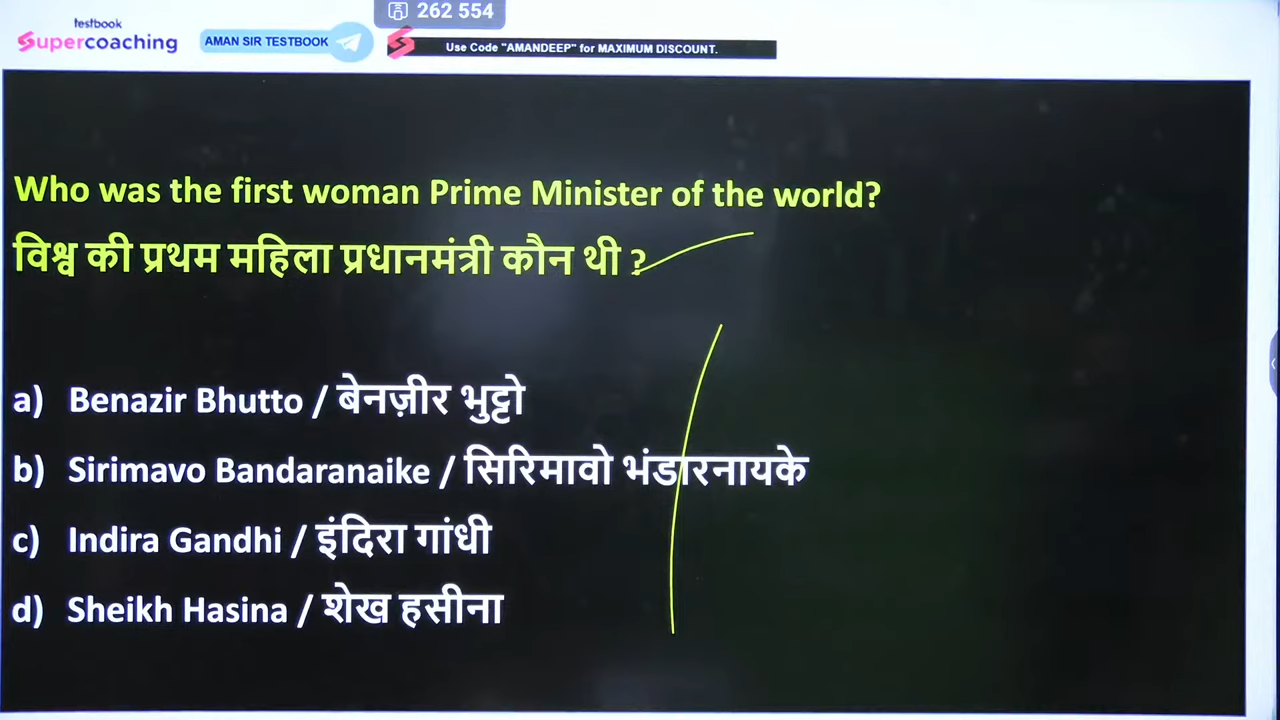 262 554
testbook
Supercoaching
AMAN SIR TESTBOOK
Use Code "AMANDEEP" for MAXIMUM DISCOUNT.
Who was the first woman Prime Minister of the world?
विश्व की प्रथम महिला प्रधानमंत्री कौन थी ?
a) Benazir Bhutto / बेनज़ीर भुट्टो
b) Sirimavo Bandaranaike / सिरिमावो भंडारनायके
c) Indira Gandhi / इंदिरा गांधी
d) Sheikh Hasina / शेख हसीना